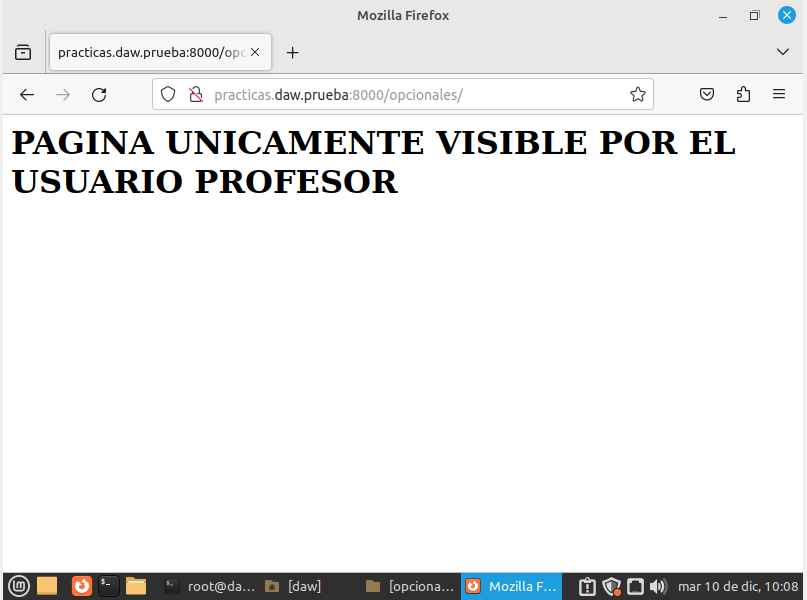 Mozilla Firefox
practicas.daw.prueba:8000/opc
practicas.daw.prueba:8000/opcionales/
PAGINA UNICAMENTE VISIBLE POR EL
USUARIO PROFESOR
root@da... [daw] [opciona... Mozilla F... mar 10 de dic, 10:08